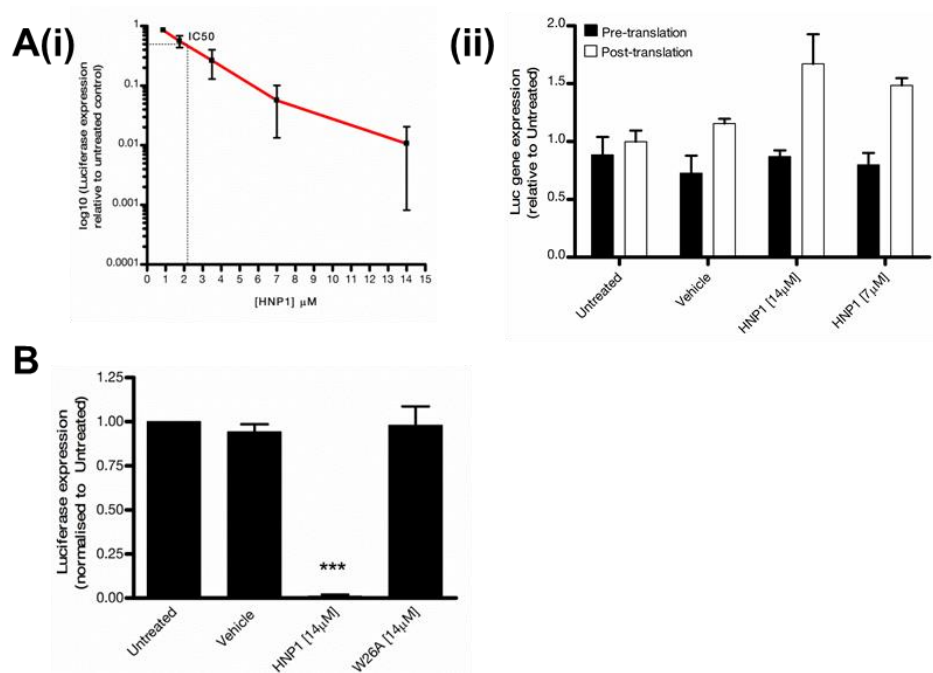 A(i)
log10 (Luciferase expression
relative to untreated control)
1
0.1
0.01
0.001
0.0001
IC50
0 1 2 3 4 5 6 7 8 9 10 11 12 13 14 15
[HNP1] µM
(ii)
Luc gene expression
(relative to Untreated)
2.0
1.5
1.0
0.5
0.0
Pre-translation
Post-translation
Untreated
Vehicle
HNP1 [14µM]
HNP1 [7µM]
B
Luciferase expression
(normalised to Untreated)
1.25
1.00
0.75
0.50
0.25
0.00
***
Untreated
Vehicle
HNP1 [14µM]
W26A [14µM]